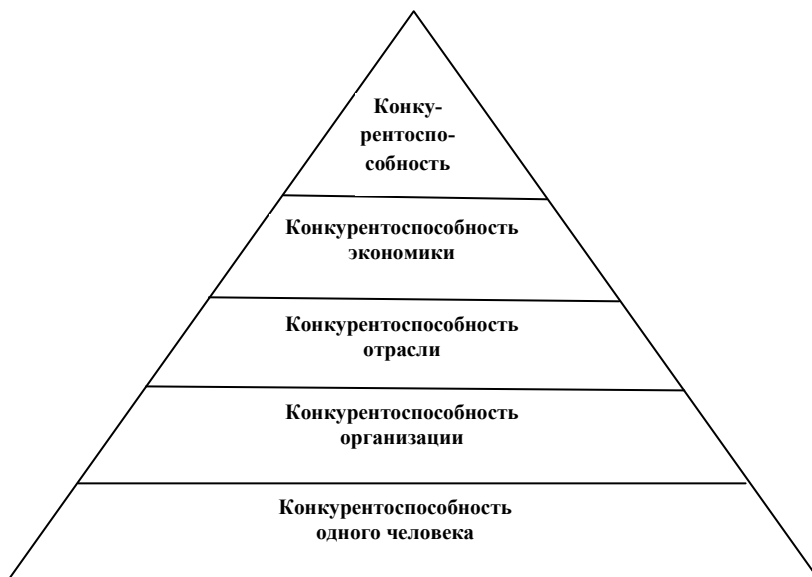 Конку-
рентоспо-
собность
Конкурентоспособность
экономики
Конкурентоспособность
отрасли
Конкурентоспособность
организации
Конкурентоспособность
одного человека